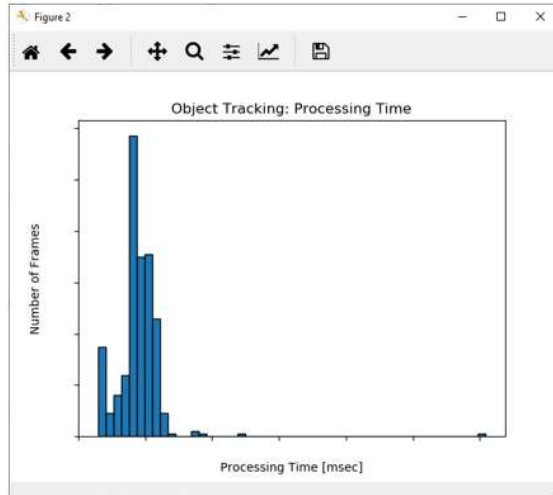 Figure 2
Object Tracking: Processing Time
Number of Frames
Processing Time [msec]